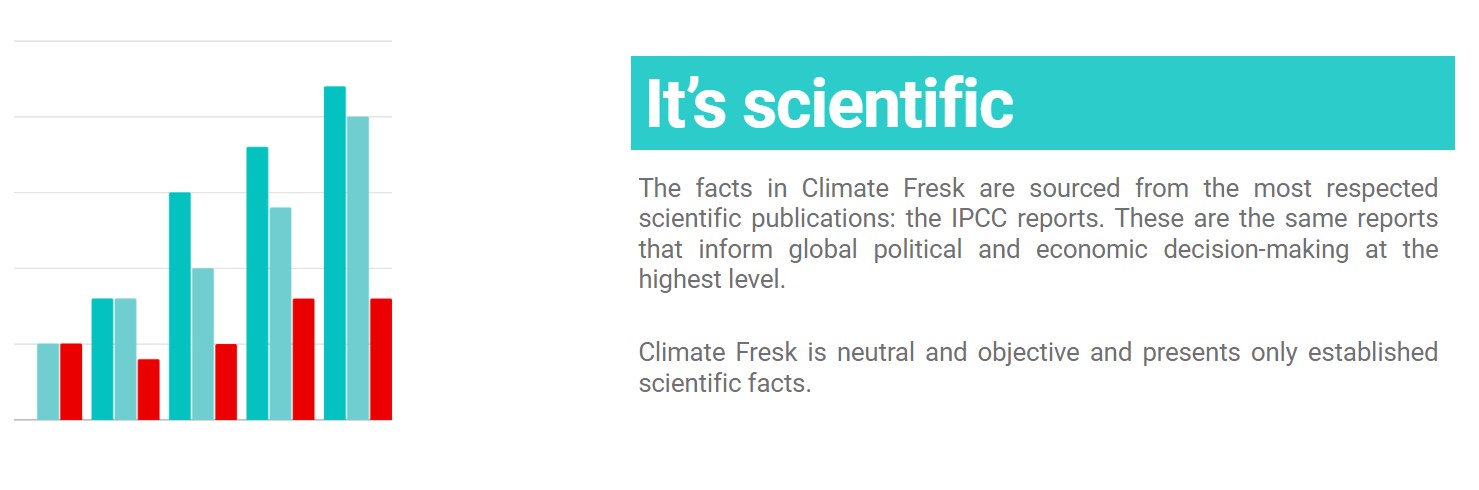 It’s scientific
The facts in Climate Fresk are sourced from the most respected
scientific publications: the IPCC reports. These are the same reports
that inform global political and economic decision-making at the
highest level.
Climate Fresk is neutral and objective and presents only established
scientific facts.